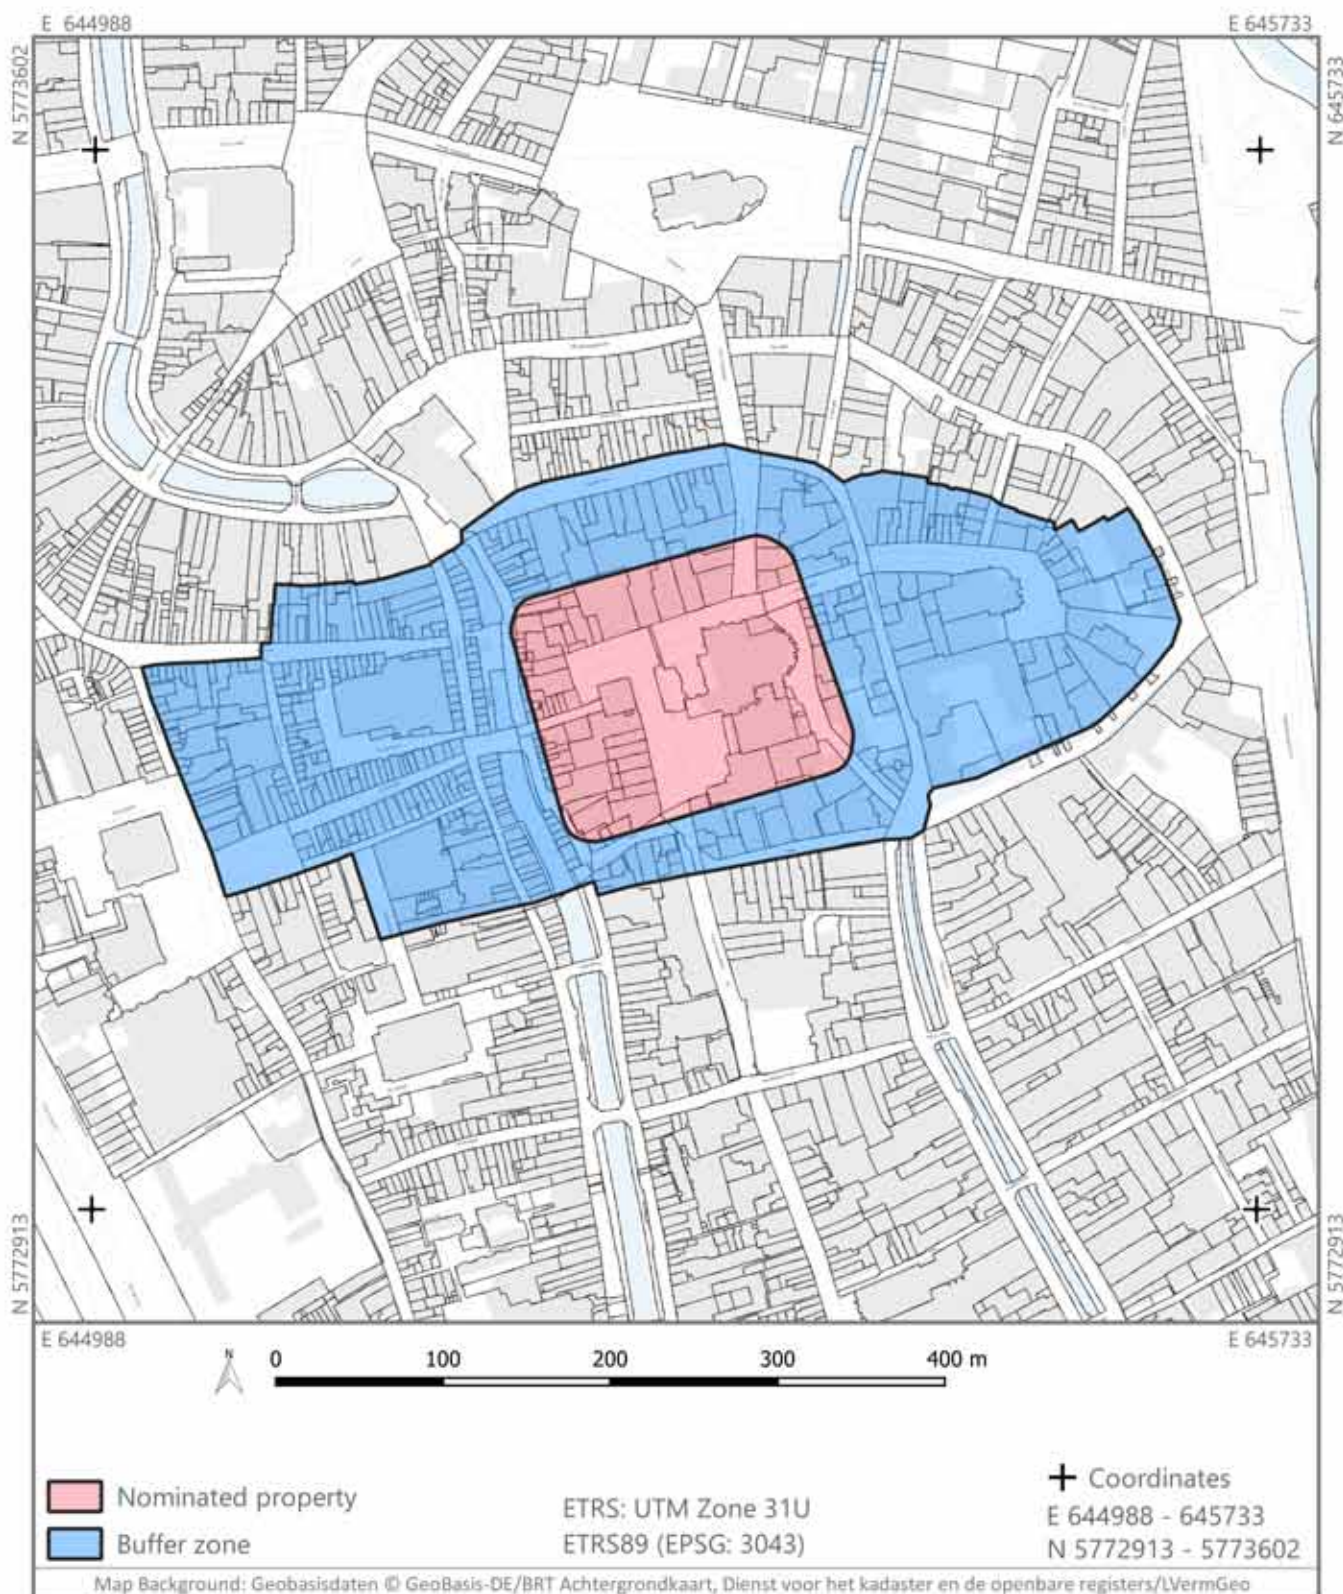 E 644988
E 645733
N 5773602
N 645733
N 5772913
N 5772913
E 644988
E 645733
N
0 100 200 300 400 m
Nominated property
Buffer zone
ETRS: UTM Zone 31U
ETRS89 (EPSG: 3043)
Coordinates
E 644988 - 645733
N 5772913 - 5773602
Map Background: Geobasisdaten © GeoBasis-DE/BRT Achtergrondkaart, Dienst voor het kadaster en de openbare registers/LVermGeo